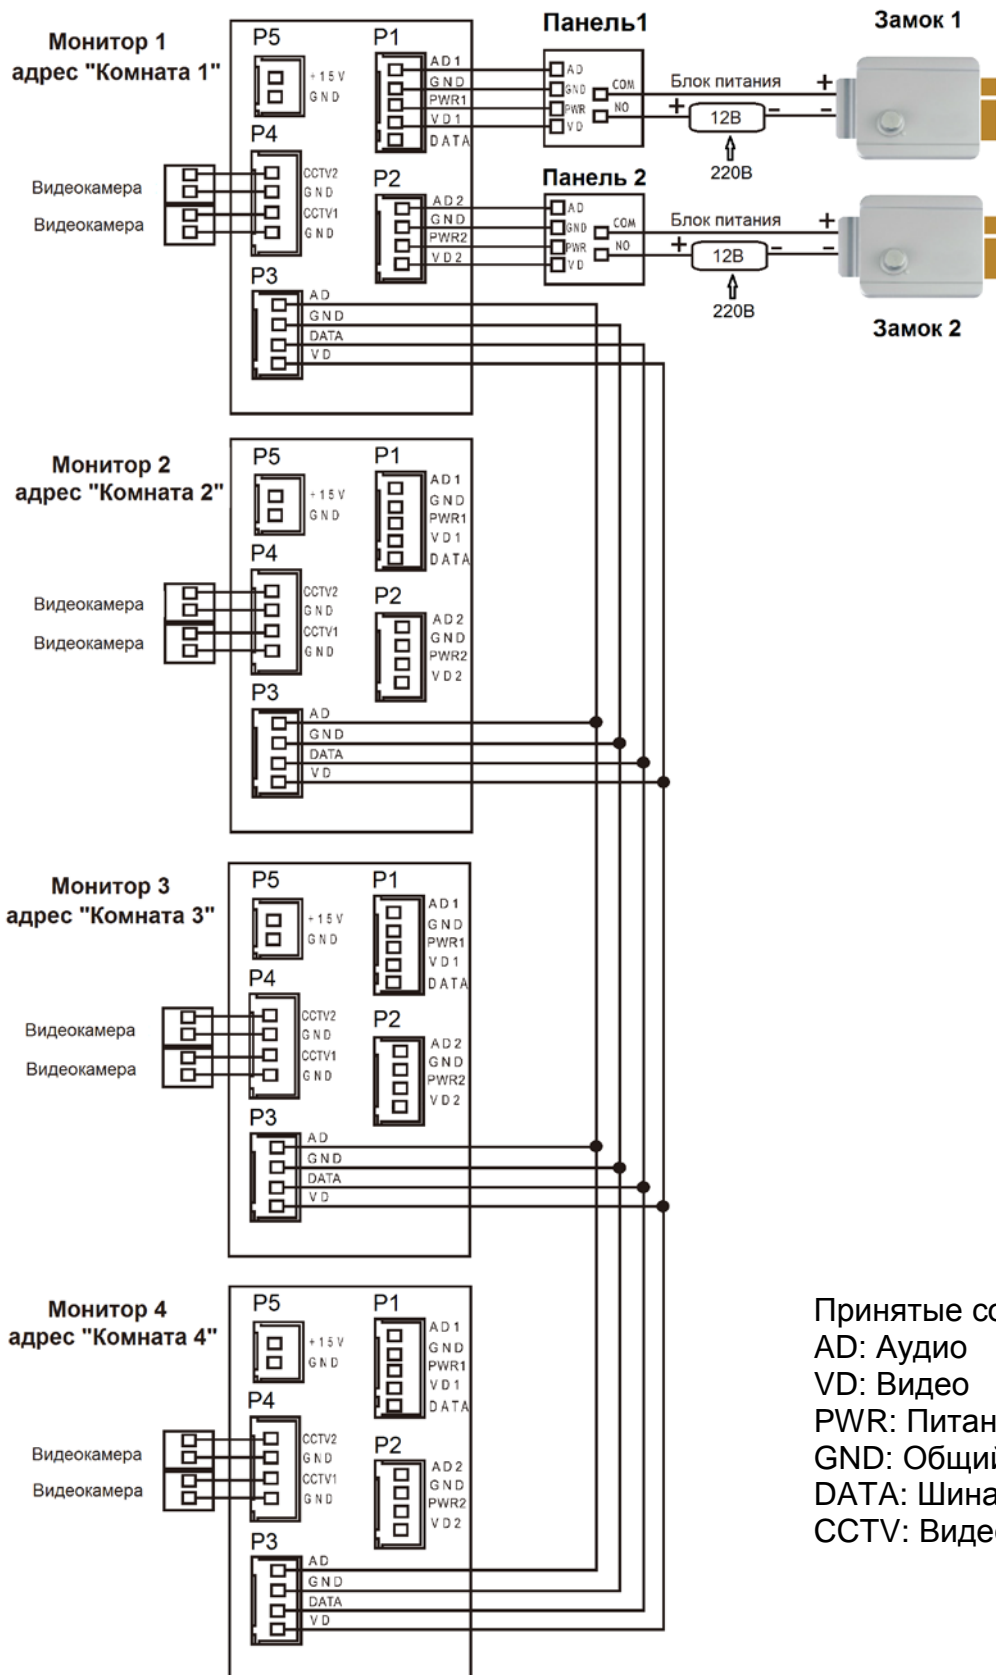 Монитор 1
адрес "Комната 1"
P5
+15V
GND
P1
AD1
GND
PWR1
VD1
DATA
P4
CCTV2
GND
CCTV1
GND
Видеокамера
Видеокамера
P2
AD2
GND
PWR2
VD2
P3
AD
GND
DATA
VD
Панель1
AD
GND
PWR
VD
COM
NO
Блок питания
+
+
12В
–
–
220В
Замок 1
Панель 2
AD
GND
PWR
VD
COM
NO
Блок питания
+
+
12В
–
–
220В
Замок 2
Монитор 2
адрес "Комната 2"
P5
+15V
GND
P1
AD1
GND
PWR1
VD1
DATA
P4
CCTV2
GND
CCTV1
GND
Видеокамера
Видеокамера
P2
AD2
GND
PWR2
VD2
P3
AD
GND
DATA
VD
Монитор 3
адрес "Комната 3"
P5
+15V
GND
P1
AD1
GND
PWR1
VD1
DATA
P4
CCTV2
GND
CCTV1
GND
Видеокамера
Видеокамера
P2
AD2
GND
PWR2
VD2
P3
AD
GND
DATA
VD
Монитор 4
адрес "Комната 4"
P5
+15V
GND
P1
AD1
GND
PWR1
VD1
DATA
P4
CCTV2
GND
CCTV1
GND
Видеокамера
Видеокамера
P2
AD2
GND
PWR2
VD2
P3
AD
GND
DATA
VD
Принятые
AD: Аудио
VD: Видео
PWR:
GND: Общий
DATA: Шина
CCTV: